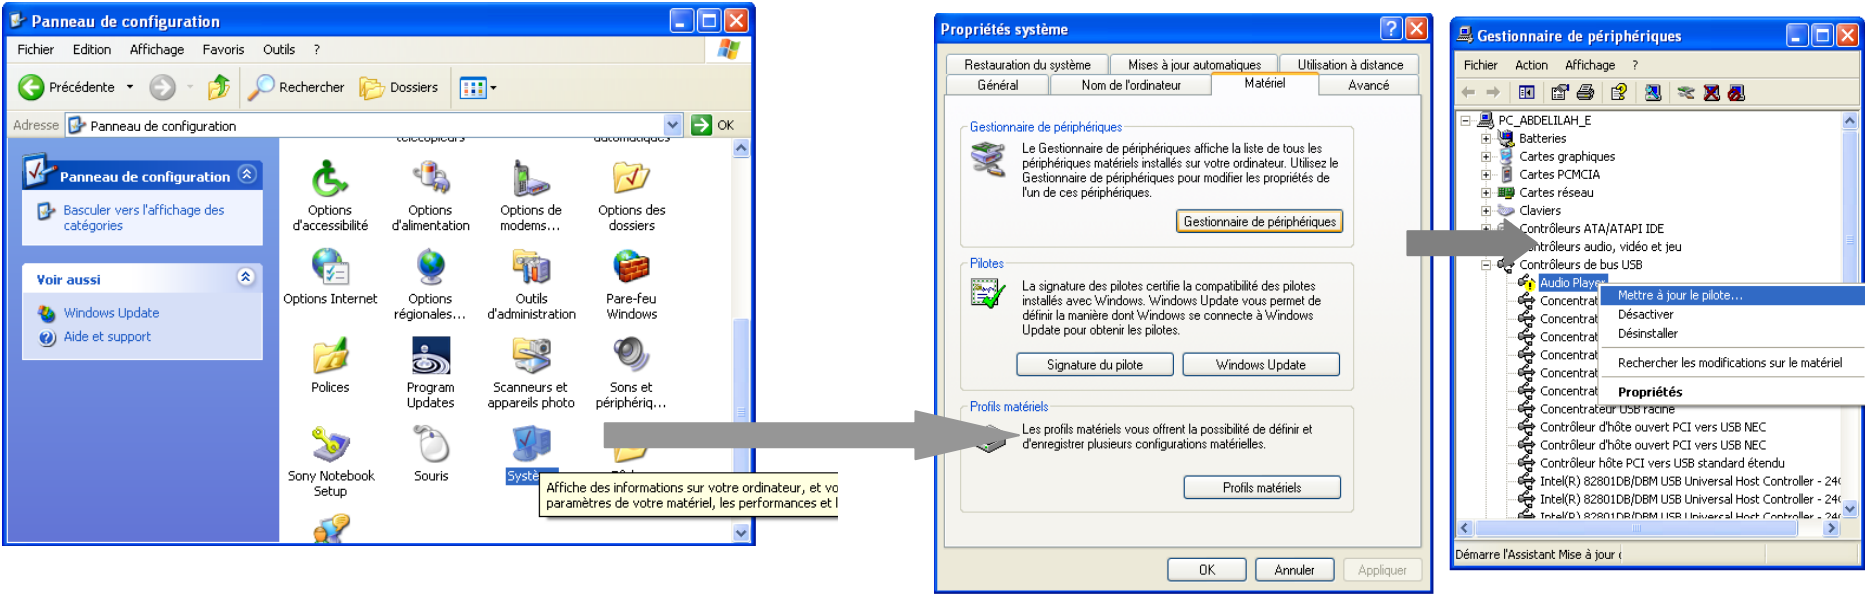 Panneau de configuration
Fichier Edition Affichage Favoris Outils ?
Précédente Rechercher Dossiers
Adresse Panneau de configuration OK
télécopieurs automatiques
Panneau de configuration
Basculer vers l'affichage des
catégories
Voir aussi
Windows Update
Aide et support
Options
d'accessibilité
Options
d'alimentation
Options de
modems...
Options des
dossiers
Options Internet
Options
régionales...
Outils
d'administration
Pare-feu
Windows
Polices
Program
Updates
Scanneurs et
appareils photo
Sons et
périphériq...
Sony Notebook
Setup
Souris
Systè
Affiche des informations sur votre ordinateur, et vo
paramètres de votre matériel, les performances et l
Propriétés système
Restauration du système Mises à jour automatiques Utilisation à distance
Général Nom de l'ordinateur Matériel Avancé
Gestionnaire de périphériques
Le Gestionnaire de périphériques affiche la liste de tous les
périphériques matériels installés sur votre ordinateur. Utilisez le
Gestionnaire de périphériques pour modifier les propriétés de
l'un de ces périphériques.
Gestionnaire de périphériques
Pilotes
La signature des pilotes certifie la compatibilité des pilotes
installés avec Windows. Windows Update vous permet de
définir la manière dont Windows se connecte à Windows
Update pour obtenir les pilotes.
Signature du pilote Windows Update
Profils matériels
Les profils matériels vous offrent la possibilité de définir et
d'enregistrer plusieurs configurations matérielles.
Profils matériels
OK Annuler Appliquer
Gestionnaire de périphériques
Fichier Action Affichage ?
PC_ABDELILAH_E
Batteries
Cartes graphiques
Cartes PCMCIA
Cartes réseau
Claviers
Contrôleurs ATA/ATAPI IDE
ntrôleurs audio, vidéo et jeu
Contrôleurs de bus USB
Audio Player
Concentrat
Concentrat
Concentrat
Concentrat
Concentrat
Concentrat
Concentrateur USB racine
Contrôleur d'hôte ouvert PCI vers USB NEC
Contrôleur d'hôte ouvert PCI vers USB NEC
Contrôleur hôte PCI vers USB standard étendu
Intel(R) 82801DB/DBM USB Universal Host Controller - 24
Intel(R) 82801DB/DBM USB Universal Host Controller - 24
Intel(R) 82801DB/DBM USB Universal Host Controller - 24
Mettre à jour le pilote...
Désactiver
Désinstaller
Rechercher les modifications sur le matériel
Propriétés
Démarre l'Assistant Mise à jour